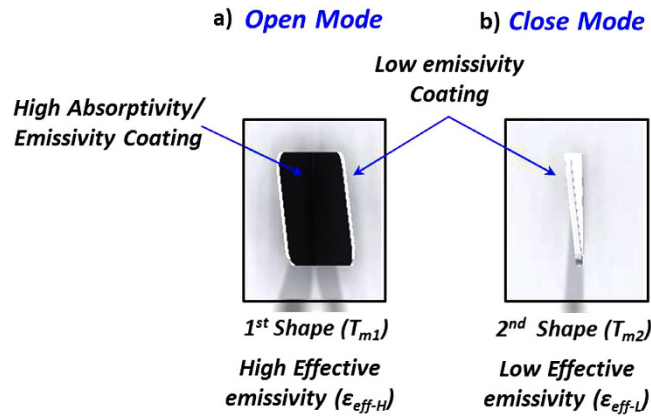 a) Open Mode
b) Close Mode
High Absorptivity/
Emissivity Coating
Low emissivity
Coating
1st Shape (Tm1)
2nd Shape (Tm2)
High Effective
emissivity (εeff-H)
Low Effective
emissivity (εeff-L)